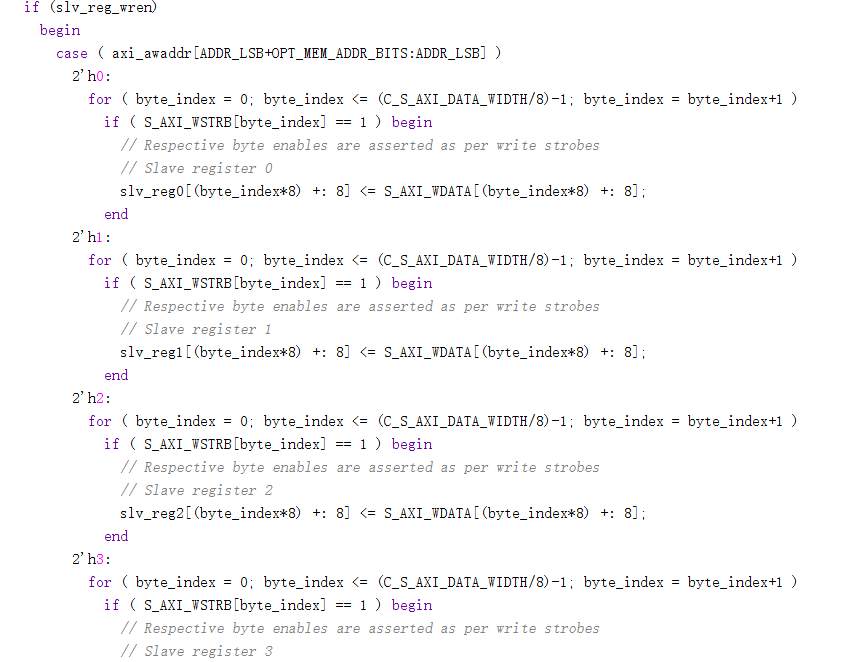 if (slv_reg_wren)
begin
case ( axi_awaddr[ADDR_LSB+OPT_MEM_ADDR_BITS:ADDR_LSB] )
2'h0:
for ( byte_index = 0; byte_index <= (C_S_AXI_DATA_WIDTH/8)-1; byte_index = byte_index+1 )
if ( S_AXI_WSTRB[byte_index] == 1 ) begin
// Respective byte enables are asserted as per write strobes
// Slave register 0
slv_reg0[(byte_index*8) +: 8] <= S_AXI_WDATA[(byte_index*8) +: 8];
end
2'h1:
for ( byte_index = 0; byte_index <= (C_S_AXI_DATA_WIDTH/8)-1; byte_index = byte_index+1 )
if ( S_AXI_WSTRB[byte_index] == 1 ) begin
// Respective byte enables are asserted as per write strobes
// Slave register 1
slv_reg1[(byte_index*8) +: 8] <= S_AXI_WDATA[(byte_index*8) +: 8];
end
2'h2:
for ( byte_index = 0; byte_index <= (C_S_AXI_DATA_WIDTH/8)-1; byte_index = byte_index+1 )
if ( S_AXI_WSTRB[byte_index] == 1 ) begin
// Respective byte enables are asserted as per write strobes
// Slave register 2
slv_reg2[(byte_index*8) +: 8] <= S_AXI_WDATA[(byte_index*8) +: 8];
end
2'h3:
for ( byte_index = 0; byte_index <= (C_S_AXI_DATA_WIDTH/8)-1; byte_index = byte_index+1 )
if ( S_AXI_WSTRB[byte_index] == 1 ) begin
// Respective byte enables are asserted as per write strobes
// Slave register 3